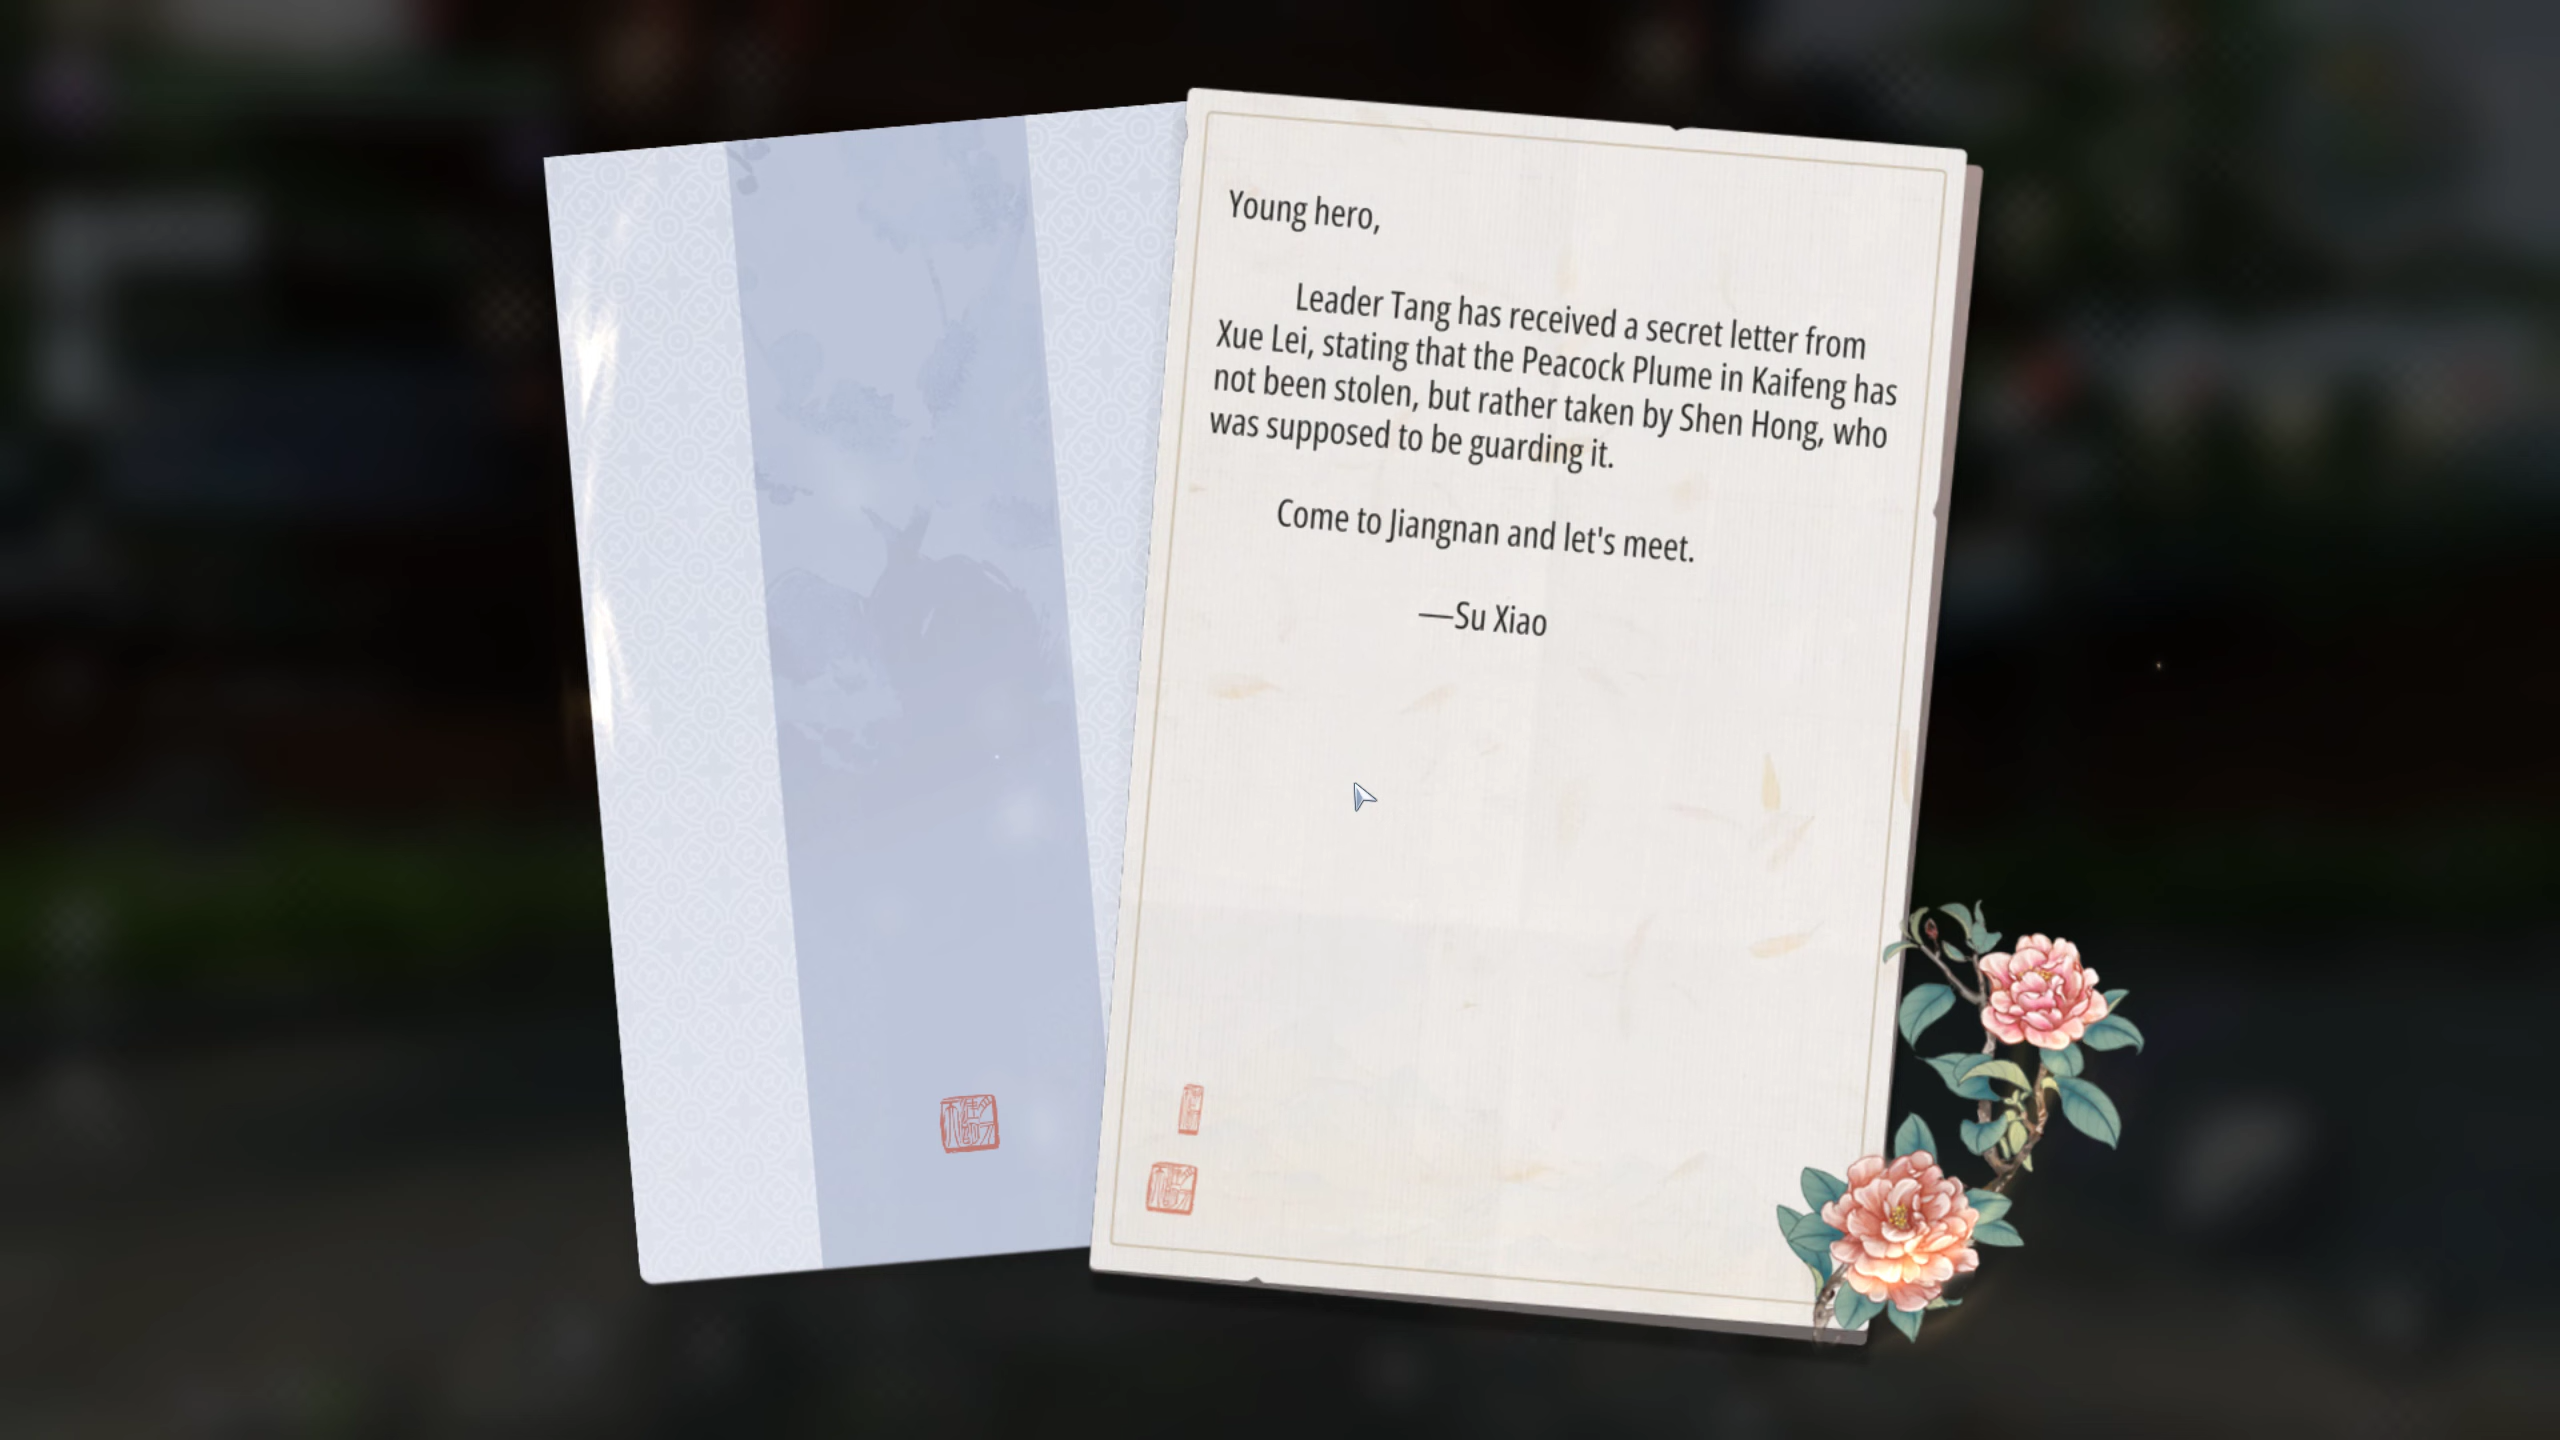 Young hero,
Leader Tang has received a secret letter from
Xue Lei, stating that the Peacock Plume in Kaifeng has
not been stolen, but rather taken by Shen Hong, who
was supposed to be guarding it.
Come to Jiangnan and let's meet.
—Su Xiao